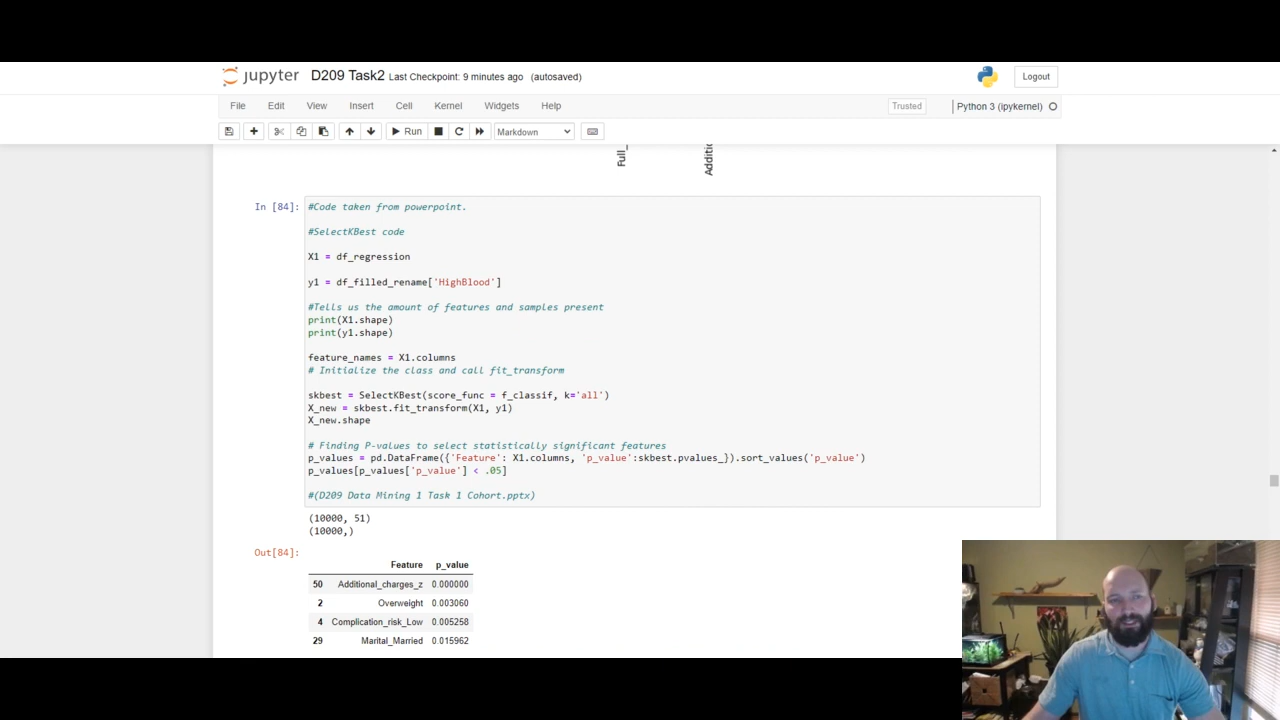 jupyter D209 Task2 Last Checkpoint: 9 minutes ago (autosaved) Logout
File Edit View Insert Cell Kernel Widgets Help Trusted Python 3 (ipykernel)
Run Markdown
Full_
Additic
In [84]:
#Code taken from powerpoint.
#SelectKBest code
X1 = df_regression
y1 = df_filled_rename['HighBlood']
#Tells us the amount of features and samples present
print(X1.shape)
print(y1.shape)
feature_names = X1.columns
# Initialize the class and call fit_transform
skbest = SelectKBest(score_func = f_classif, k='all')
X_new = skbest.fit_transform(X1, y1)
X_new.shape
# Finding P-values to select statistically significant features
p_values = pd.DataFrame({'Feature': X1.columns, 'p_value':skbest.pvalues_}).sort_values('p_value')
p_values[p_values['p_value'] < .05]
#(D209 Data Mining 1 Task 1 Cohort.pptx)
(10000, 51)
(10000,)
Out[84]:
Feature p_value
50 Additional_charges_z 0.000000
2 Overweight 0.003060
4 Complication_risk_Low 0.005258
29 Marital_Married 0.015962